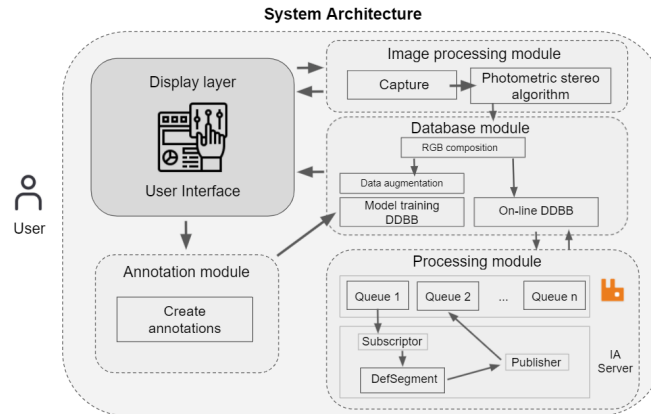 System Architecture
Display layer
User Interface
User
Image processing module
Capture
Photometric stereo
algorithm
Database module
RGB composition
Data augmentation
Model training
DDBB
On-line DDBB
Annotation module
Create
annotations
Processing module
Queue 1
Queue 2
...
Queue n
Subscriptor
DefSegment
Publisher
IA
Server